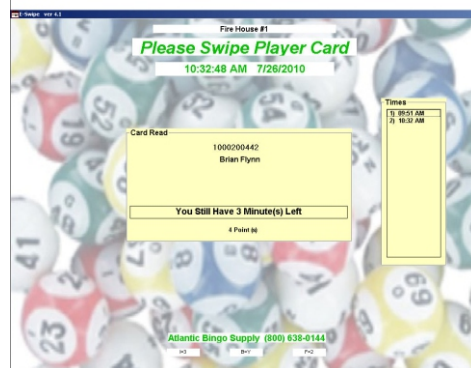 E-Swipe ver 4.1
Fire House #1
Please Swipe Player Card
10:32:48 AM 7/26/2010
Times
1) 09:51 AM
2) 10:32 AM
Card Read
1000200442
Brian Flynn
You Still Have 3 Minute(s) Left
4 Point (s)
Atlantic Bingo Supply (800) 638-0144
B=Y